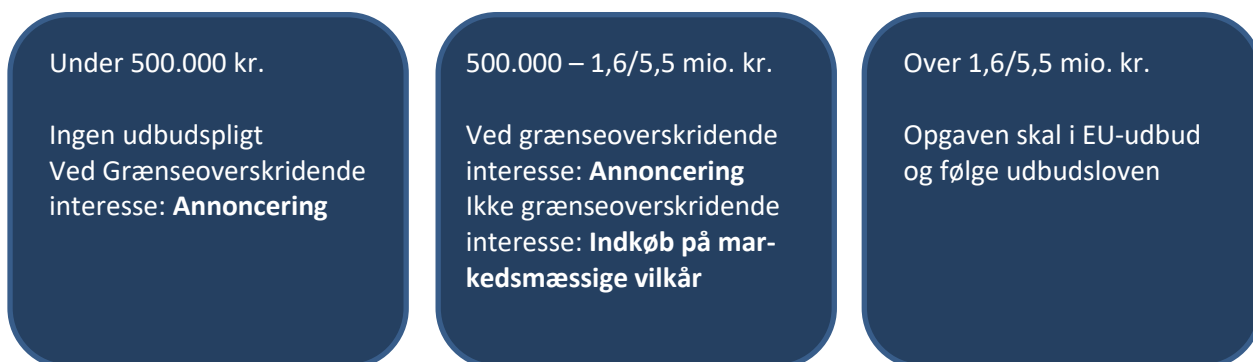 Under 500.000 kr.
Ingen udbudspligt
Ved Grænseoverskridende
interesse: Annoncering
500.000 – 1,6/5,5 mio. kr.
Ved grænseoverskridende
interesse: Annoncering
Ikke grænseoverskridende
interesse: Indkøb på mar-
kedsmæssige vilkår
Over 1,6/5,5 mio. kr.
Opgaven skal i EU-udbud
og følge udbudsloven